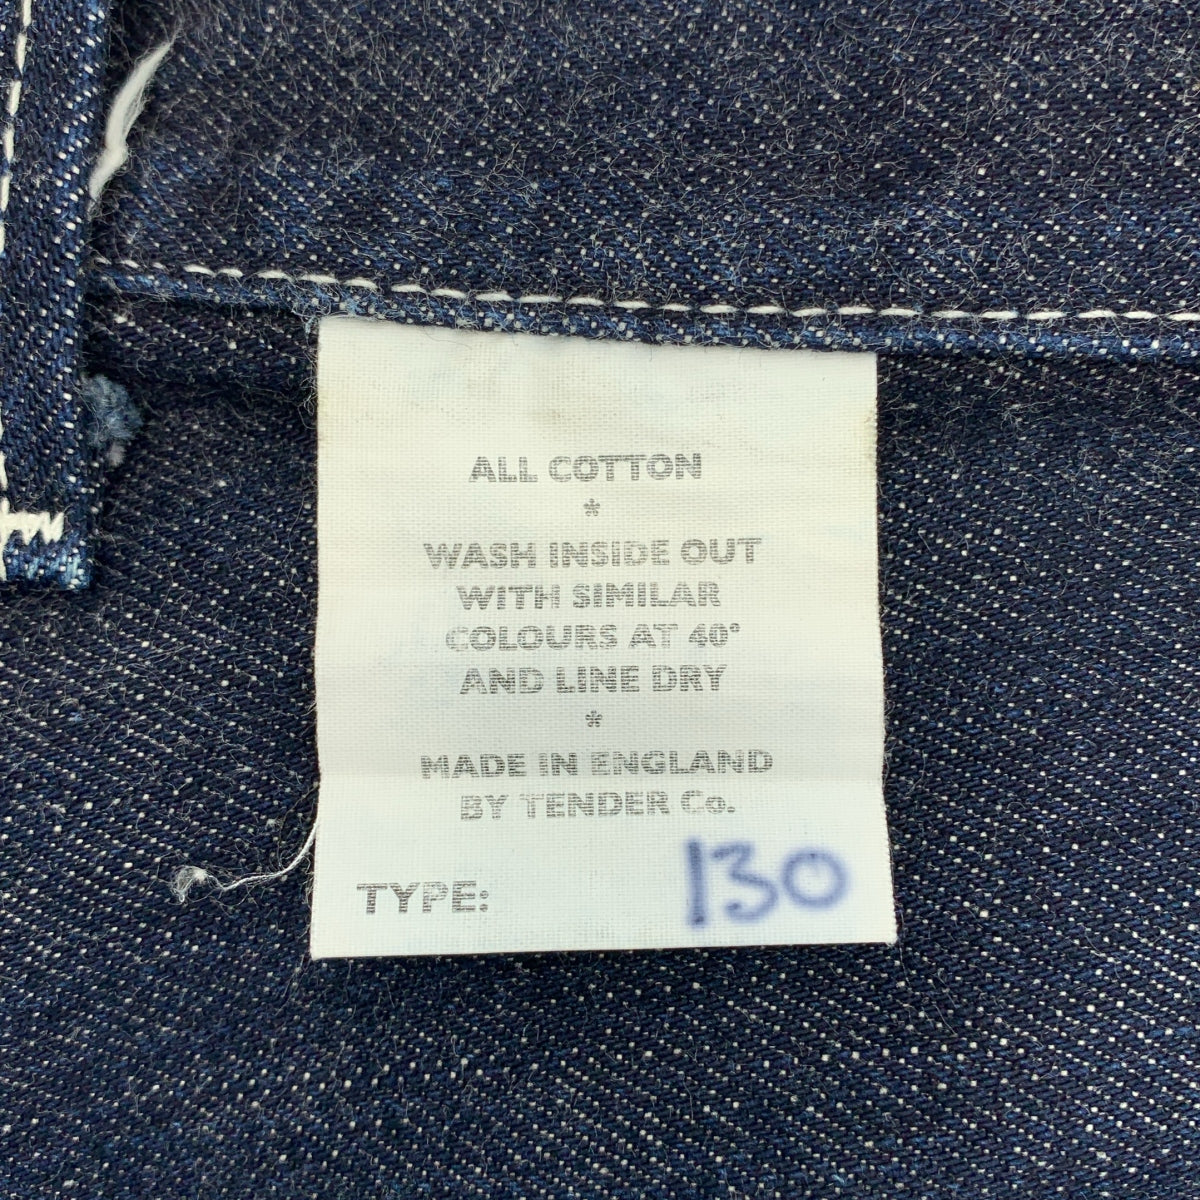 ALL COTTON
*
WASH INSIDE OUT
WITH SIMILAR
COLOURS AT 40°
AND LINE DRY
*
MADE IN ENGLAND
BY TENDER Co.
TYPE: 130